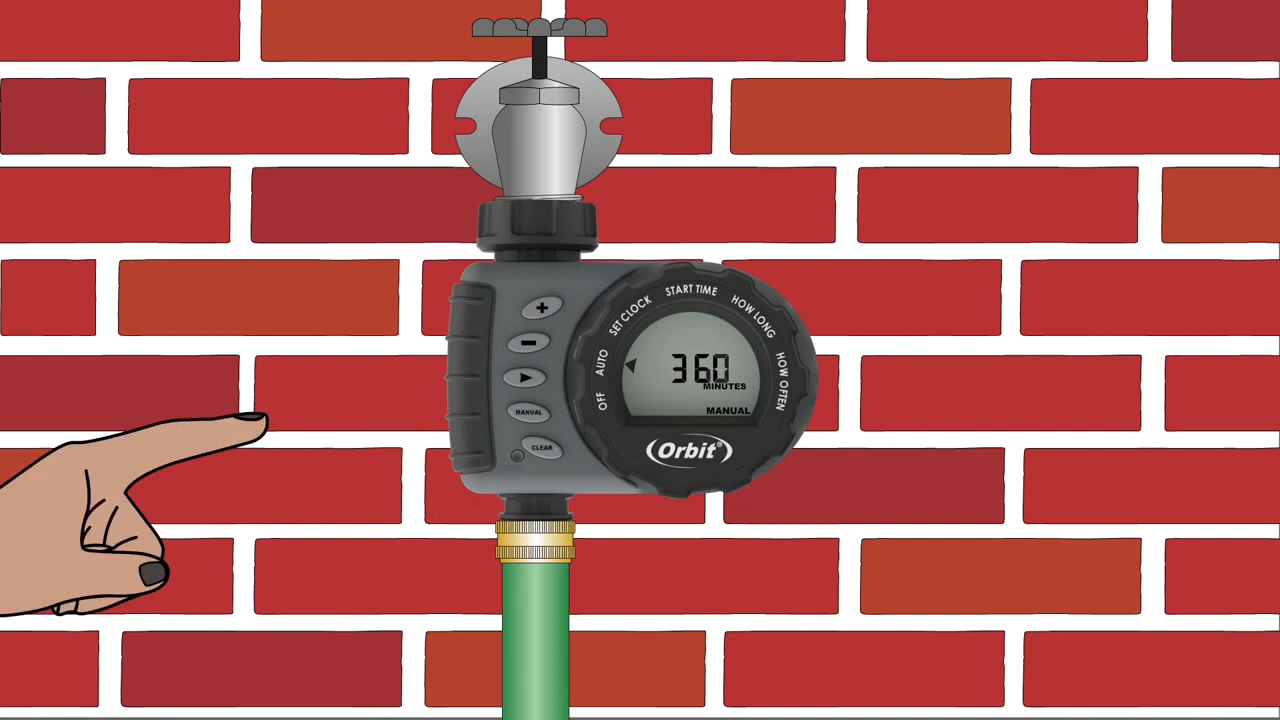 START TIME
SET CLOCK
HOW LONG
AUTO
HOW OFTEN
OFF
360
MINUTES
MANUAL
MANUAL
CLEAR
Orbit®